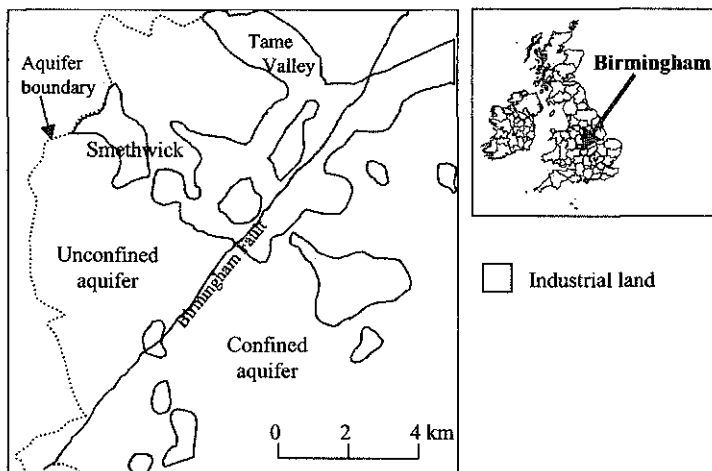 Tame
Valley
Aquifer
boundary
Smethwick
Unconfined
aquifer
Birmingham Fault
Confined
aquifer
0 2 4 km
Birmingham
Industrial land